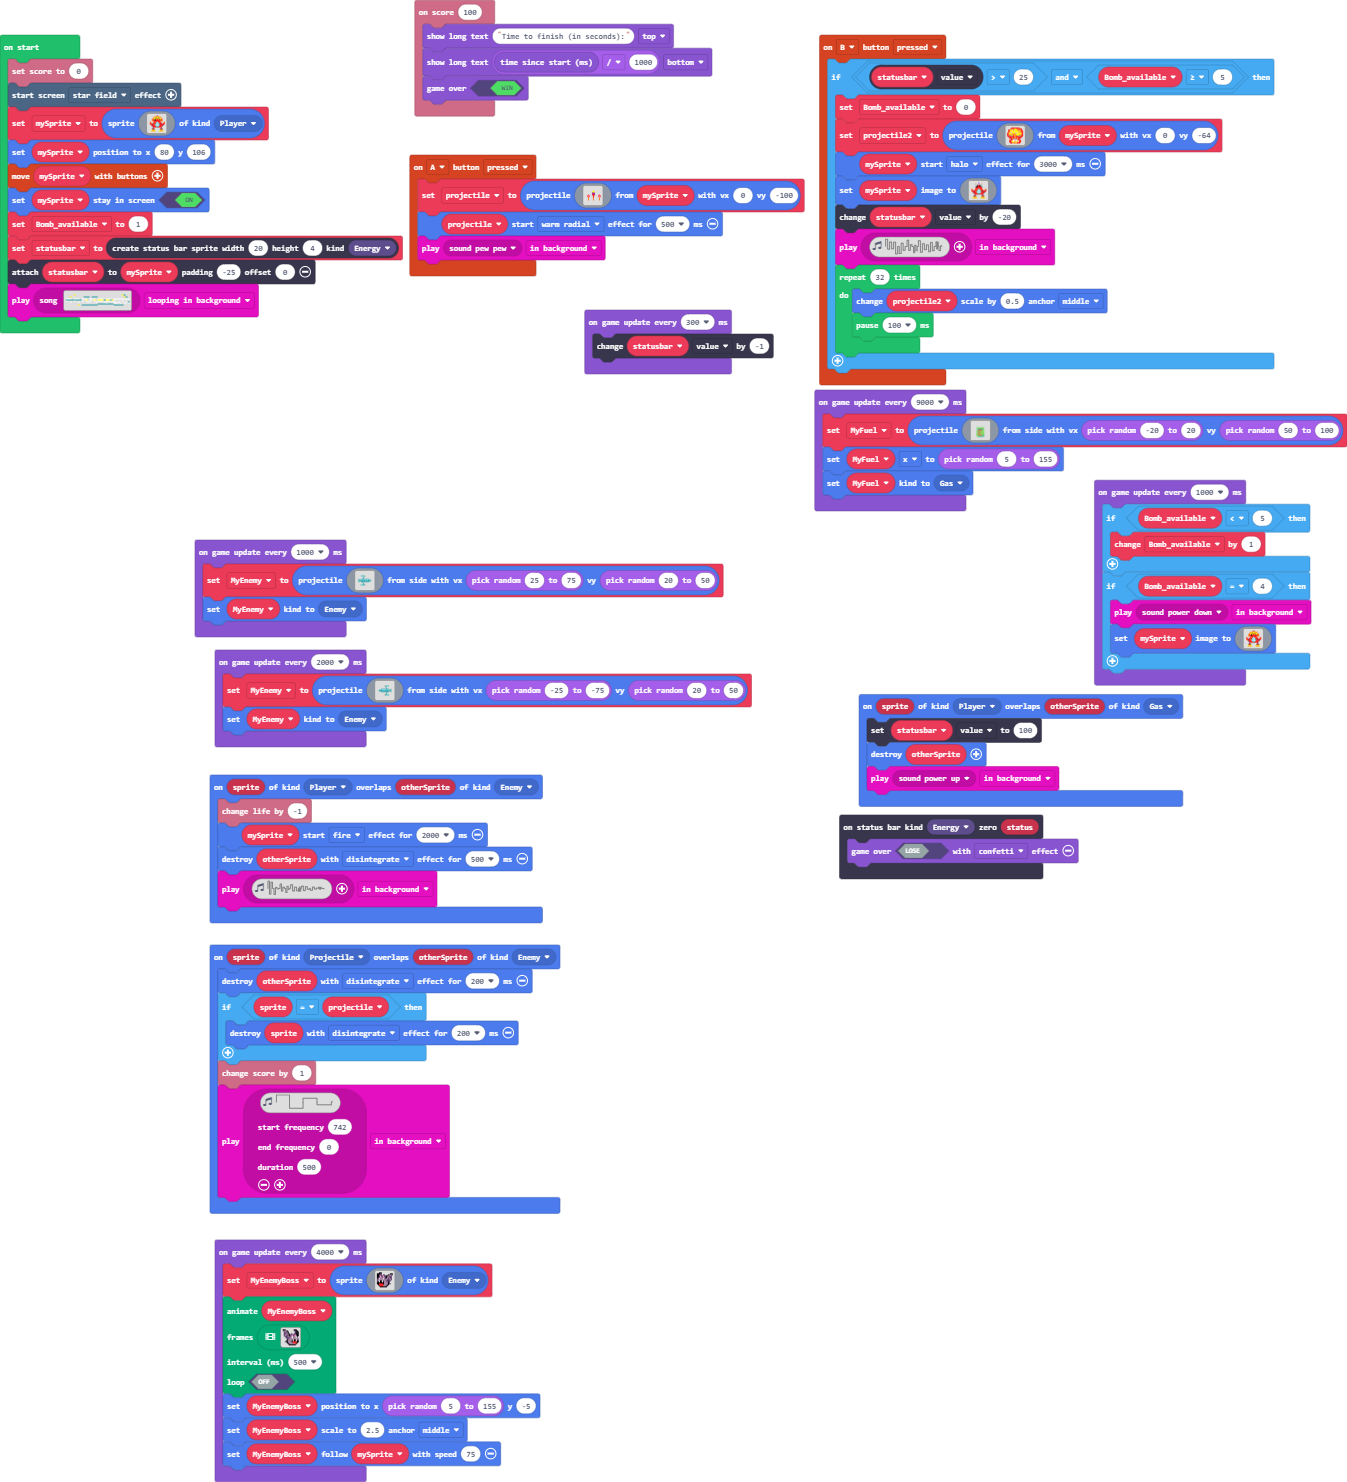 on start
set score to 0
start screen star field effect
set mySprite to sprite of kind Player
set mySprite position to x 80 y 106
move mySprite with buttons
set mySprite stay in screen ON
set Bomb_available to 1
set statusbar to create status bar sprite width 20 height 4 kind Energy
attach statusbar to mySprite padding -25 offset 0
play song looping in background
on score 100
show long text "Time to finish (in seconds):" top
show long text time since start (ms) / 1000 bottom
game over WIN
on A button pressed
set projectile to projectile from mySprite with vx 0 vy -100
projectile start warm radial effect for 500 ms
play sound pew pew in background
on game update every 300 ms
change statusbar value by -1
on B button pressed
if statusbar value > 25 and Bomb_available ≥ 5 then
set Bomb_available to 0
set projectile2 to projectile from mySprite with vx 0 vy -64
mySprite start halo effect for 3000 ms
set mySprite image to
change statusbar value by -20
play in background
repeat 32 times
do change projectile2 scale by 0.5 anchor middle
pause 100 ms
on game update every 9000 ms
set MyFuel to projectile from side with vx pick random -20 to 20 vy pick random 50 to 100
set MyFuel x to pick random 5 to 155
set MyFuel kind to Gas
on game update every 1000 ms
if Bomb_available < 5 then
change Bomb_available by 1
if Bomb_available = 4 then
play sound power down in background
set mySprite image to
on game update every 1000 ms
set MyEnemy to projectile from side with vx pick random 25 to 75 vy pick random 20 to 50
set MyEnemy kind to Enemy
on game update every 2000 ms
set MyEnemy to projectile from side with vx pick random -25 to -75 vy pick random 20 to 50
set MyEnemy kind to Enemy
on sprite of kind Player overlaps otherSprite of kind Gas
set statusbar value to 100
destroy otherSprite
play sound power up in background
on status bar kind Energy zero status
game over LOSE with confetti effect
on sprite of kind Player overlaps otherSprite of kind Enemy
change life by -1
mySprite start fire effect for 2000 ms
destroy otherSprite with disintegrate effect for 500 ms
play in background
on sprite of kind Projectile overlaps otherSprite of kind Enemy
destroy otherSprite with disintegrate effect for 200 ms
if sprite = projectile then
destroy sprite with disintegrate effect for 200 ms
change score by 1
play
start frequency 742
end frequency 0
duration 500
in background
on game update every 4000 ms
set MyEnemyBoss to sprite of kind Enemy
animate MyEnemyBoss
frames
interval (ms) 500
loop OFF
set MyEnemyBoss position to x pick random 5 to 155 y -5
set MyEnemyBoss scale to 2.5 anchor middle
set MyEnemyBoss follow mySprite with speed 75